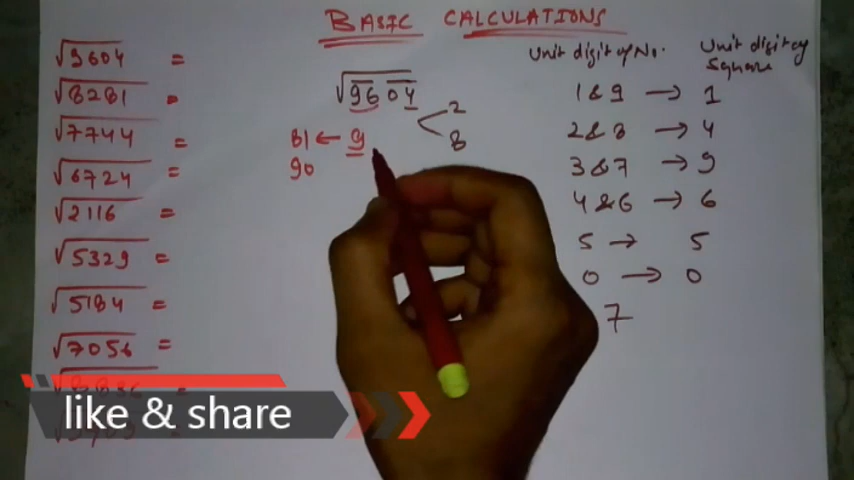 BASIC CALCULATIONS
√9604 =
√8281 =
√7744 =
√6724 =
√2116 =
√5329 =
√5184 =
√7056 =
√9604
2
8
81 ← 9
90
Unit digit of No. Unit digit of Square
1 & 9 → 1
2 & 8 → 4
3 & 7 → 9
4 & 6 → 6
5 → 5
0 → 0
7
like & share